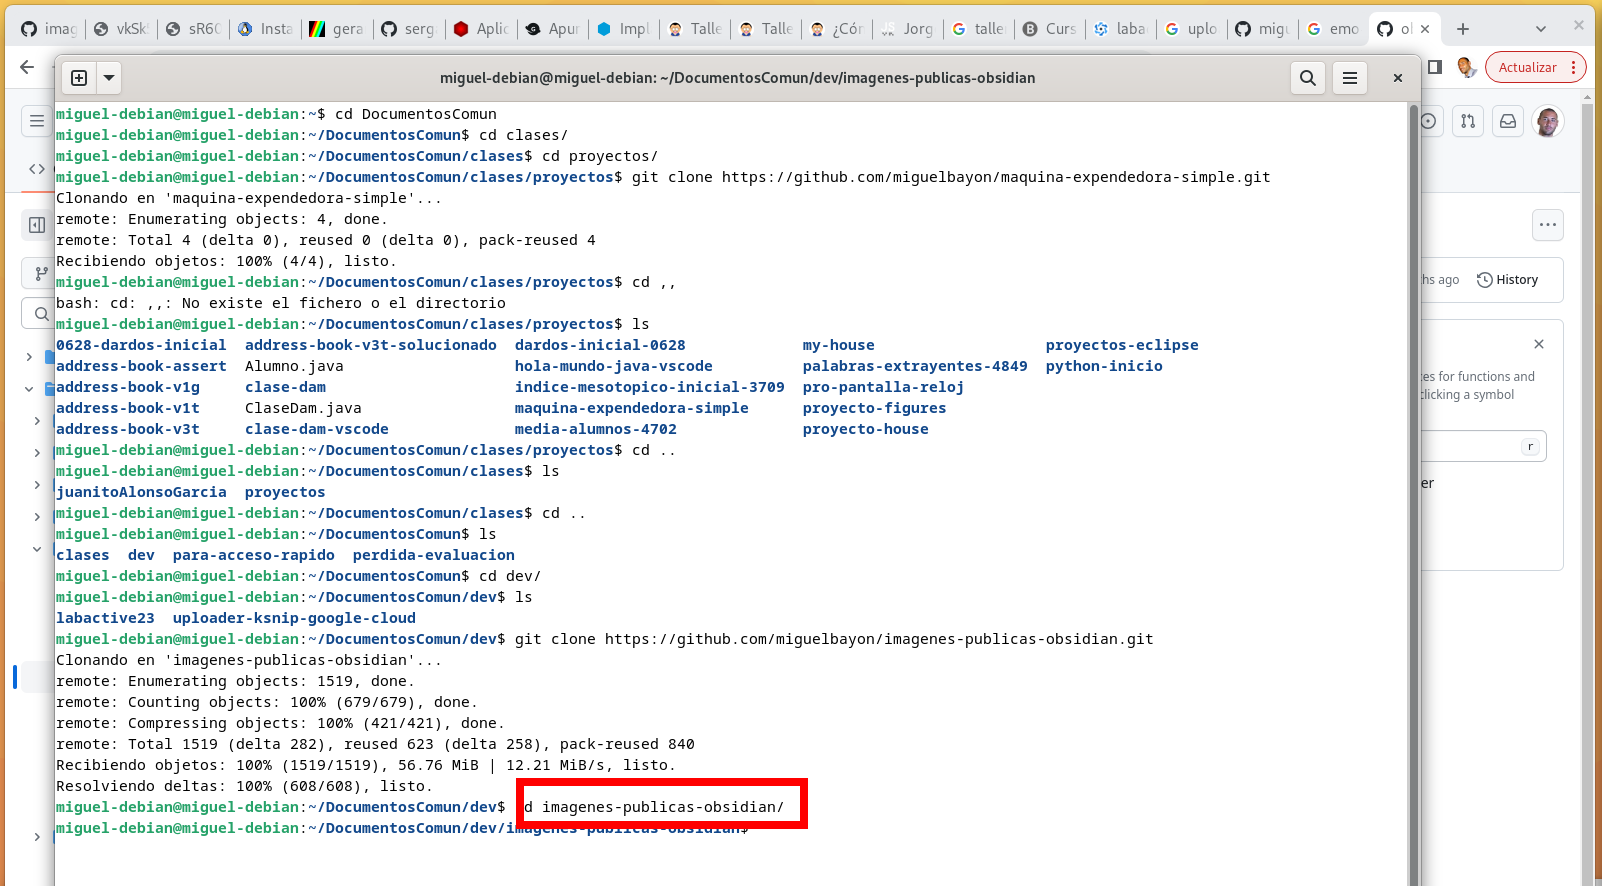 imag
vkSk
sR6C
Insta
gera
serg
Aplic
Apur
Impl
Talle
Talle
¿Cór
JS
Jorg
talle
Curs
laba
uplo
migu
emo
ol
Actualizar
miguel-debian@miguel-debian: ~/DocumentosComun/dev/imagenes-publicas-obsidian
miguel-debian@miguel-debian:~$ cd DocumentosComun
miguel-debian@miguel-debian:~/DocumentosComun$ cd clases/
miguel-debian@miguel-debian:~/DocumentosComun/clases$ cd proyectos/
miguel-debian@miguel-debian:~/DocumentosComun/clases/proyectos$ git clone https://github.com/miguelbayon/maquina-expendedora-simple.git
Clonando en 'maquina-expendedora-simple'...
remote: Enumerating objects: 4, done.
remote: Total 4 (delta 0), reused 0 (delta 0), pack-reused 4
Recibiendo objetos: 100% (4/4), listo.
miguel-debian@miguel-debian:~/DocumentosComun/clases/proyectos$ cd ,,
bash: cd: ,,: No existe el fichero o el directorio
miguel-debian@miguel-debian:~/DocumentosComun/clases/proyectos$ ls
0628-dardos-inicial address-book-v3t-solucionado dardos-inicial-0628 my-house proyectos-eclipse
address-book-assert Alumno.java hola-mundo-java-vscode palabras-extrayentes-4849 python-inicio
address-book-v1g clase-dam indice-mesotopico-inicial-3709 pro-pantalla-reloj
address-book-v1t ClaseDam.java maquina-expendedora-simple proyecto-figures
address-book-v3t clase-dam-vscode media-alumnos-4702 proyecto-house
miguel-debian@miguel-debian:~/DocumentosComun/clases/proyectos$ cd ..
miguel-debian@miguel-debian:~/DocumentosComun/clases$ ls
juanitoAlonsoGarcia proyectos
miguel-debian@miguel-debian:~/DocumentosComun/clases$ cd ..
miguel-debian@miguel-debian:~/DocumentosComun$ ls
clases dev para-acceso-rapido perdida-evaluacion
miguel-debian@miguel-debian:~/DocumentosComun$ cd dev/
miguel-debian@miguel-debian:~/DocumentosComun/dev$ ls
labactive23 uploader-ksnip-google-cloud
miguel-debian@miguel-debian:~/DocumentosComun/dev$ git clone https://github.com/miguelbayon/imagenes-publicas-obsidian.git
Clonando en 'imagenes-publicas-obsidian'...
remote: Enumerating objects: 1519, done.
remote: Counting objects: 100% (679/679), done.
remote: Compressing objects: 100% (421/421), done.
remote: Total 1519 (delta 282), reused 623 (delta 258), pack-reused 840
Recibiendo objetos: 100% (1519/1519), 56.76 MiB | 12.21 MiB/s, listo.
Resolviendo deltas: 100% (608/608), listo.
miguel-debian@miguel-debian:~/DocumentosComun/dev$ d imagenes-publicas-obsidian/
miguel-debian@miguel-debian:~/DocumentosComun/dev/imagenes-publicas-obsidian$
hs ago
History
es for functions and
clicking a symbol
r
er